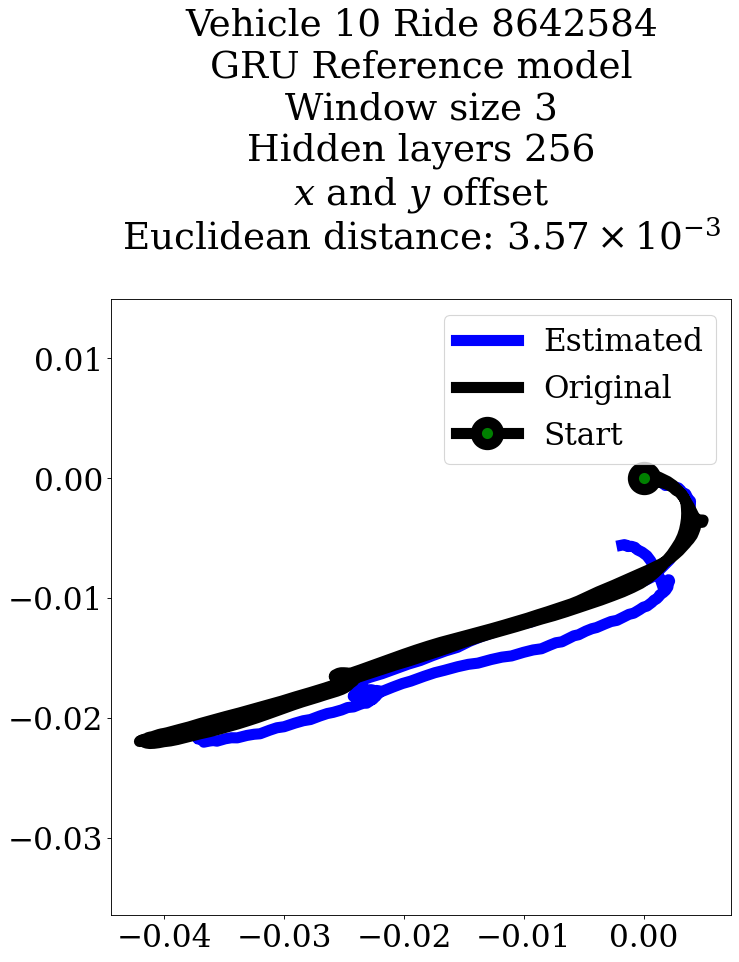 Vehicle 10 Ride 8642584
GRU Reference model
Window size 3
Hidden layers 256
x and y offset
Euclidean distance: 3.57 × 10⁻³
Estimated
Original
Start
0.01
0.00
−0.01
−0.02
−0.03
−0.04 −0.03 −0.02 −0.01 0.00